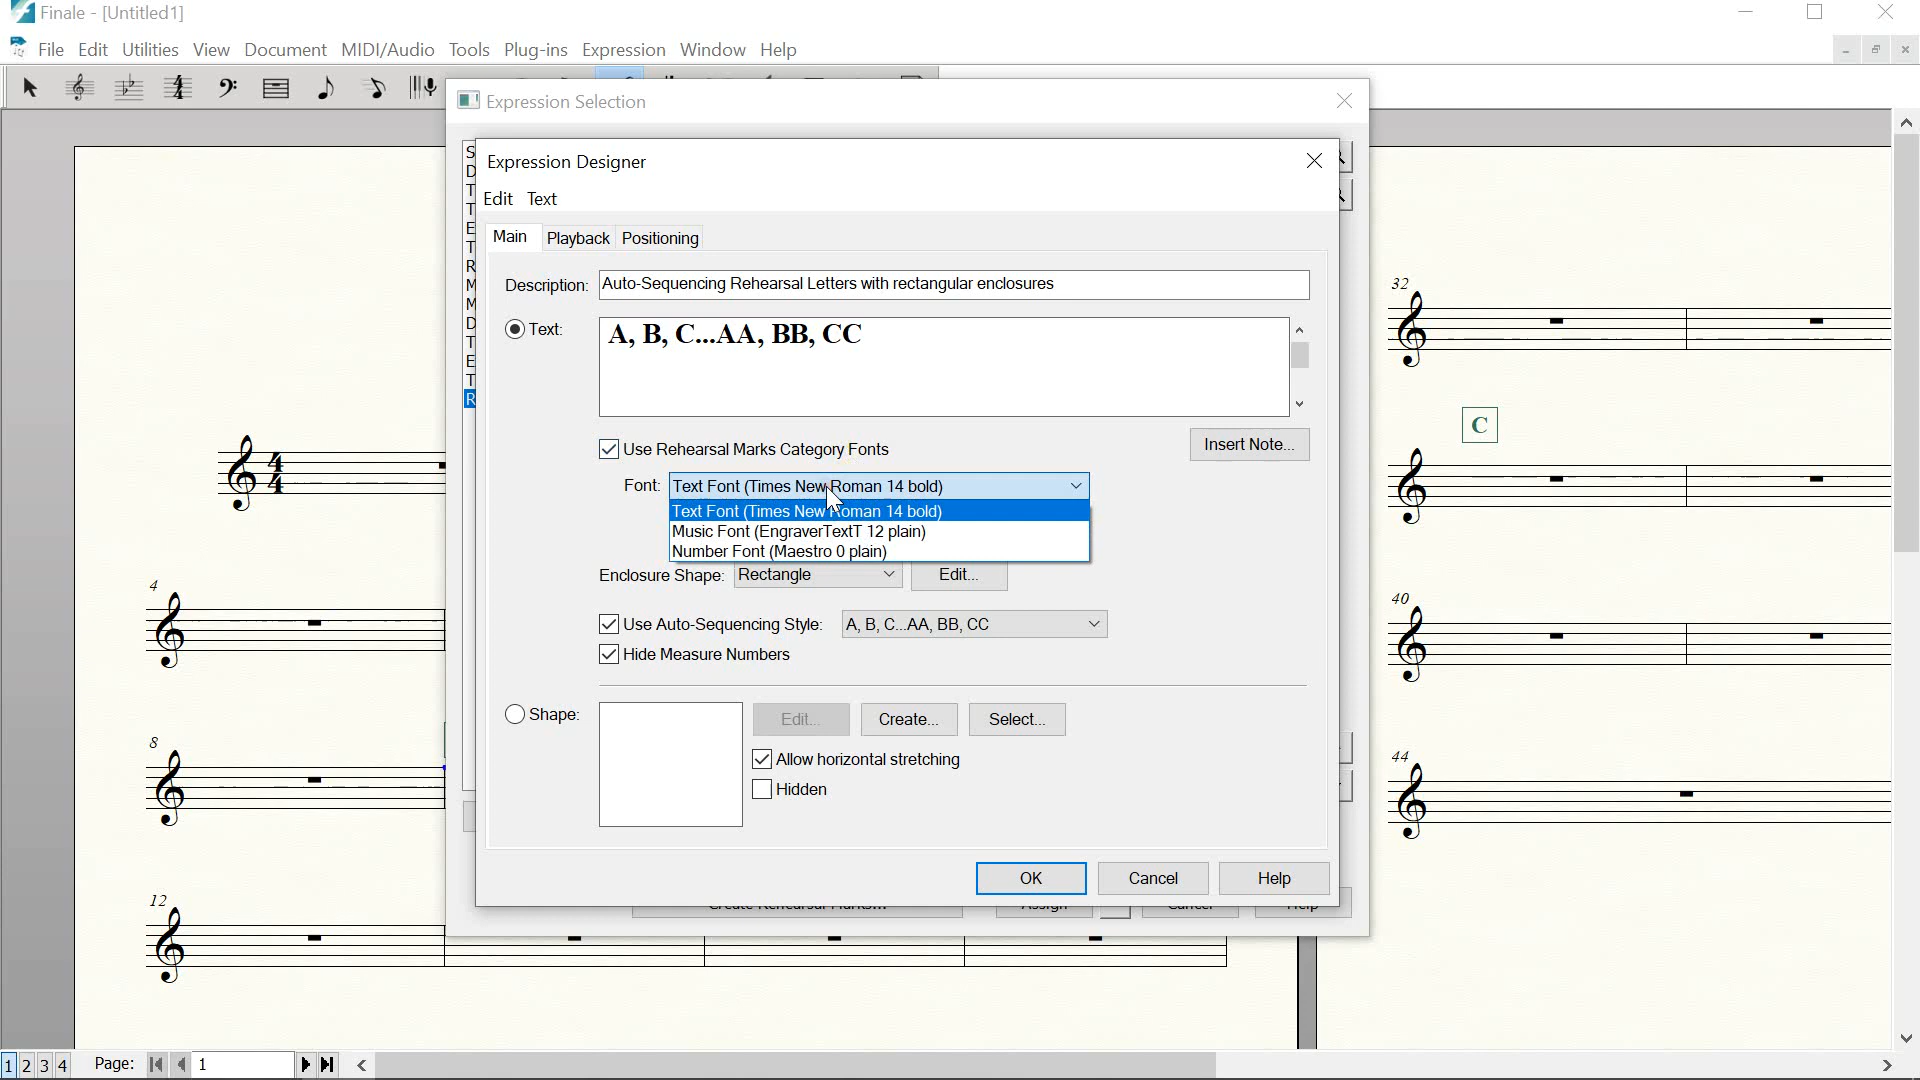 Finale - [Untitled1]
File Edit Utilities View Document MIDI/Audio Tools Plug-ins Expression Window Help
Expression Selection
Expression Designer
Edit Text
Main Playback Positioning
Description: Auto-Sequencing Rehearsal Letters with rectangular enclosures
Text: A, B, C...AA, BB, CC
Use Rehearsal Marks Category Fonts
Insert Note...
Font: Text Font (Times New Roman 14 bold)
Text Font (Times New Roman 14 bold)
Music Font (EngraverTextT 12 plain)
Number Font (Maestro 0 plain)
Enclosure Shape: Rectangle Edit...
Use Auto-Sequencing Style: A, B, C...AA, BB, CC
Hide Measure Numbers
Shape: Edit... Create... Select...
Allow horizontal stretching
Hidden
OK Cancel Help
4
8
12
32
C
40
44
1 2 3 4 Page: 1